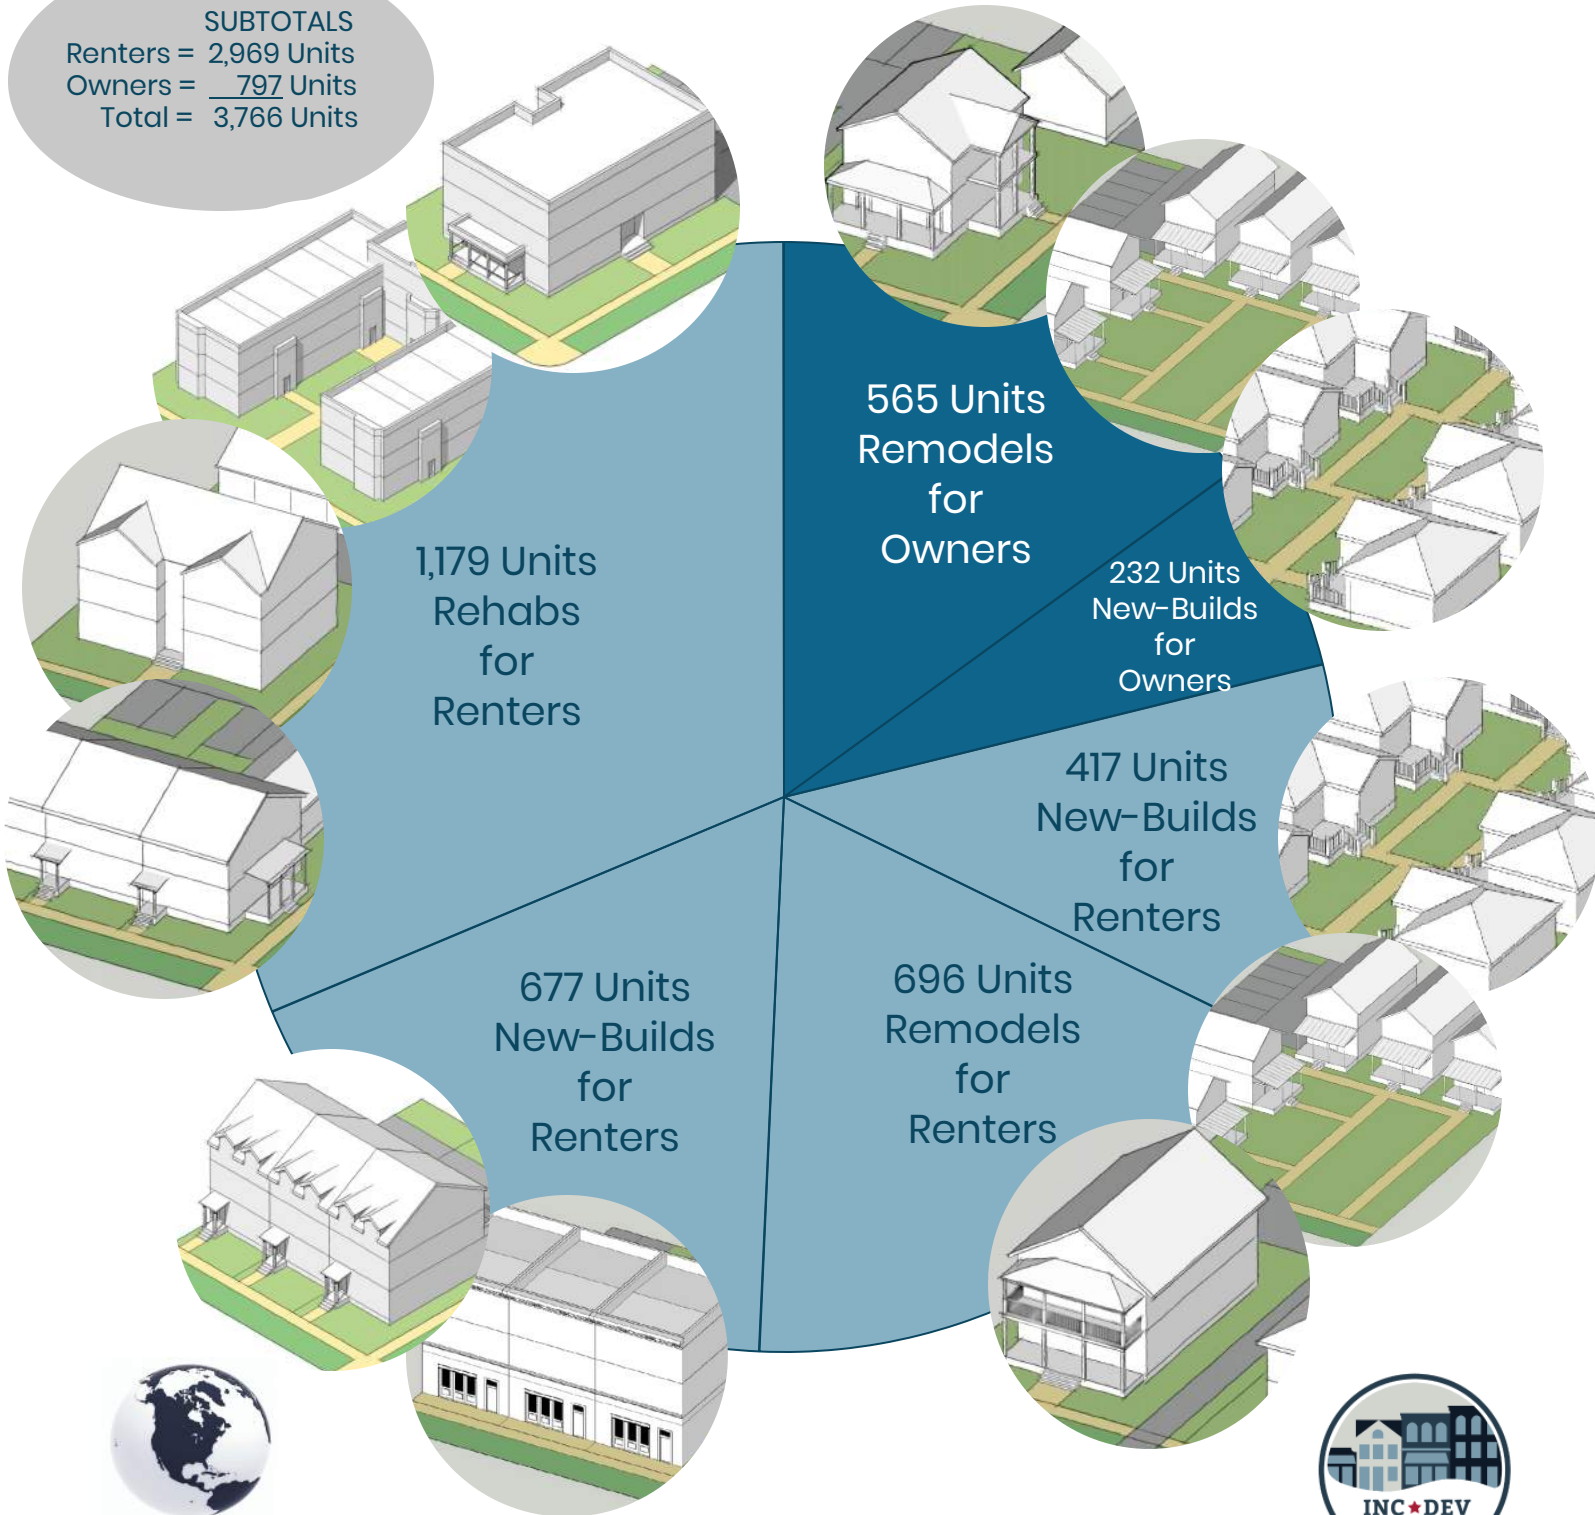 SUBTOTALS
Renters = 2,969 Units
Owners = 797 Units
Total = 3,766 Units
565 Units
Remodels
for
Owners
232 Units
New-Builds
for
Owners
1,179 Units
Rehabs
for
Renters
417 Units
New-Builds
for
Renters
677 Units
New-Builds
for
Renters
696 Units
Remodels
for
Renters
INC★DEV